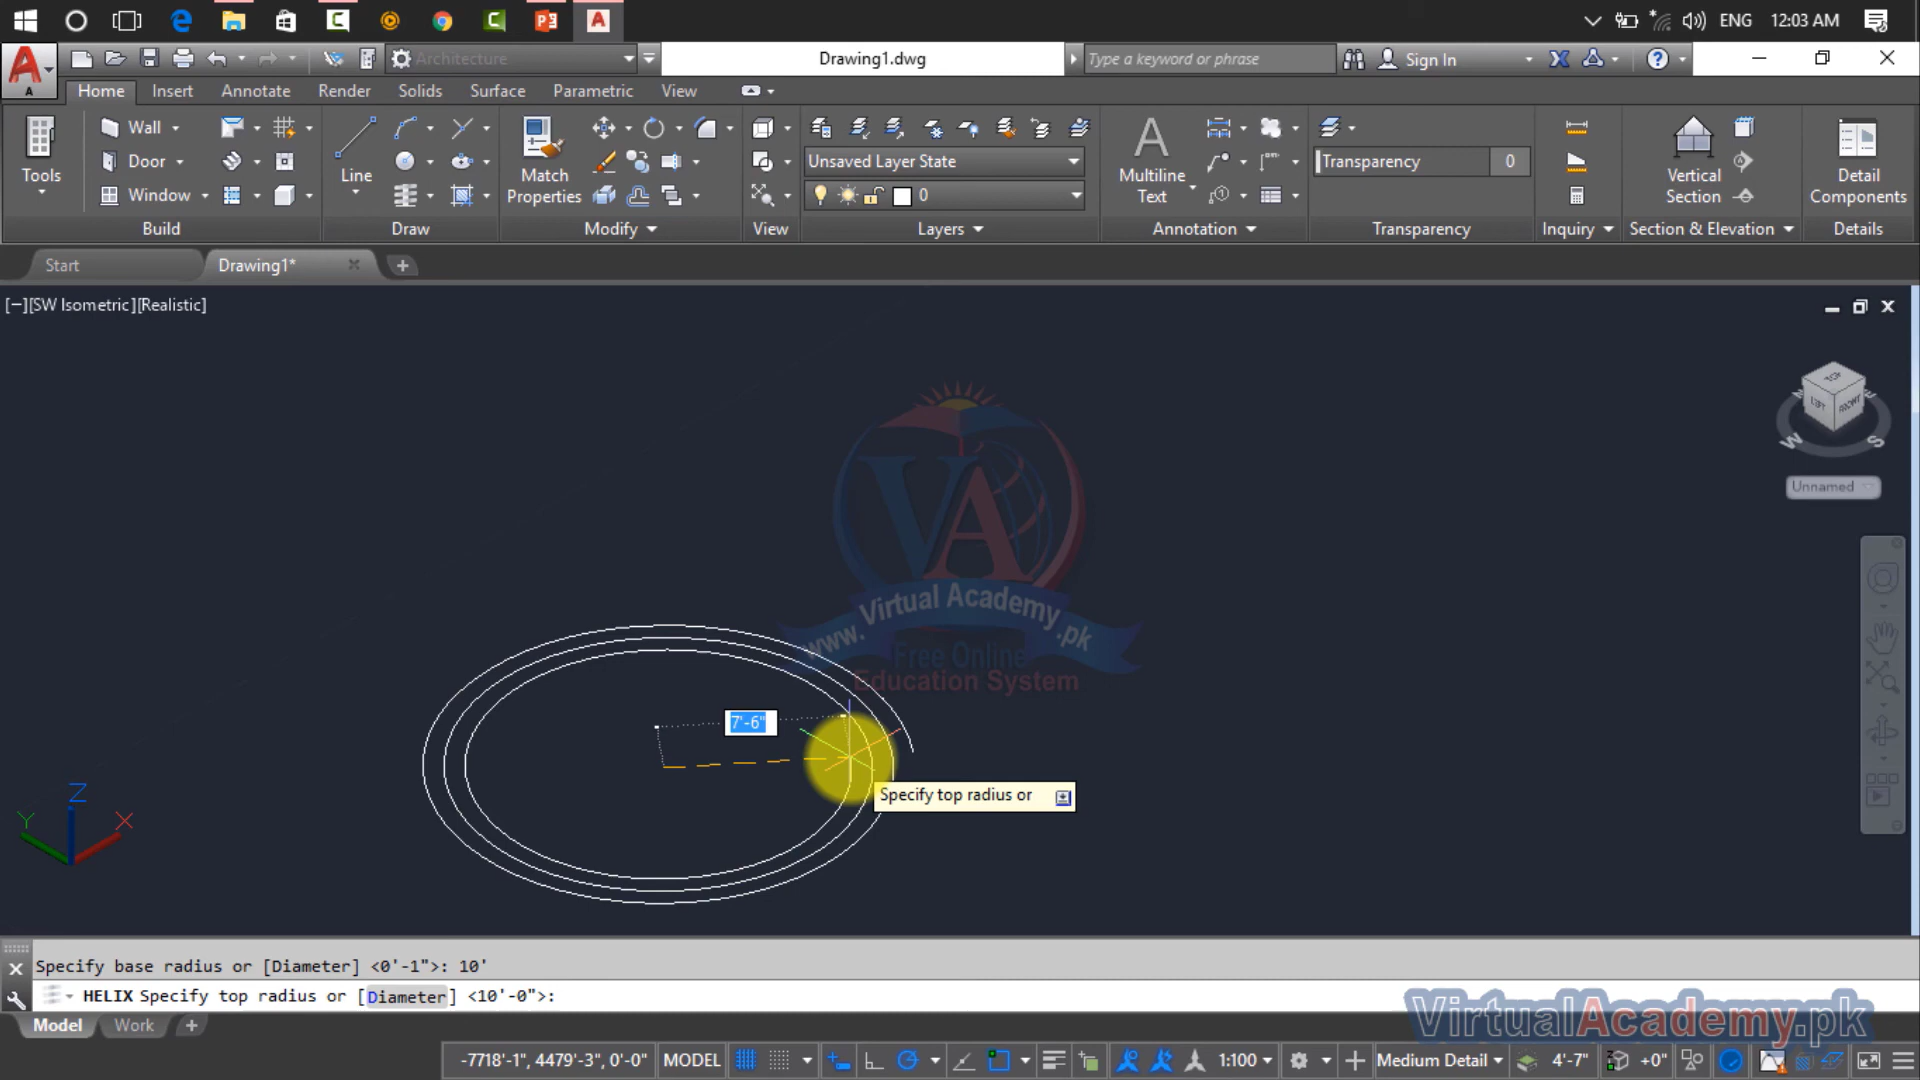 ENG 12:03 AM
Architecture
Drawing1.dwg
Type a keyword or phrase
Sign In
A
Home
Insert
Annotate
Render
Solids
Surface
Parametric
View
Tools
Wall
Door
Window
Build
Line
Draw
Match
Properties
Modify
View
Unsaved Layer State
0
Layers
Multiline
Text
Annotation
Transparency 0
Transparency
Inquiry
Vertical
Section
Section & Elevation
Detail
Components
Details
Start
Drawing1*
[−][SW Isometric][Realistic]
TOP
LEFT
FRONT
W
S
Unnamed
VA
www.VirtualAcademy.pk
Free Online
Education System
7'-6"
Specify top radius or
Z
Y
X
Specify base radius or [Diameter] <0'-1">: 10'
HELIX Specify top radius or [Diameter] <10'-0">:
VirtualAcademy.pk
Model
Work
-7718'-1", 4479'-3", 0'-0"
MODEL
1:100
Medium Detail
4'-7"
+0"